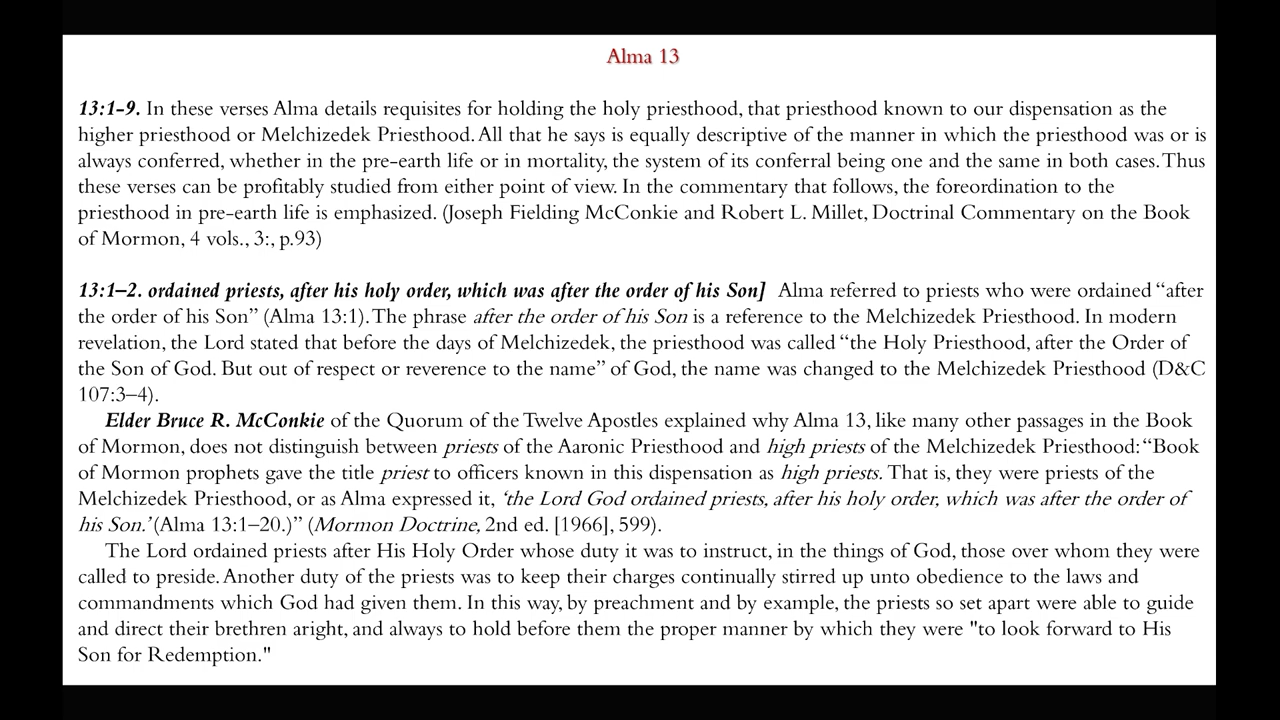 Alma 13
13:1-9. In these verses Alma details requisites for holding the holy priesthood, that priesthood known to our dispensation as the
higher priesthood or Melchizedek Priesthood. All that he says is equally descriptive of the manner in which the priesthood was or is
always conferred, whether in the pre-earth life or in mortality, the system of its conferral being one and the same in both cases. Thus
these verses can be profitably studied from either point of view. In the commentary that follows, the foreordination to the
priesthood in pre-earth life is emphasized. (Joseph Fielding McConkie and Robert L. Millet, Doctrinal Commentary on the Book
of Mormon, 4 vols., 3:, p.93)
13:1–2. ordained priests, after his holy order, which was after the order of his Son] Alma referred to priests who were ordained “after
the order of his Son” (Alma 13:1). The phrase after the order of his Son is a reference to the Melchizedek Priesthood. In modern
revelation, the Lord stated that before the days of Melchizedek, the priesthood was called “the Holy Priesthood, after the Order of
the Son of God. But out of respect or reverence to the name” of God, the name was changed to the Melchizedek Priesthood (D&C
107:3–4).
Elder Bruce R. McConkie of the Quorum of the Twelve Apostles explained why Alma 13, like many other passages in the Book
of Mormon, does not distinguish between priests of the Aaronic Priesthood and high priests of the Melchizedek Priesthood: “Book
of Mormon prophets gave the title priest to officers known in this dispensation as high priests. That is, they were priests of the
Melchizedek Priesthood, or as Alma expressed it, ‘the Lord God ordained priests, after his holy order, which was after the order of
his Son.’ (Alma 13:1–20.)” (Mormon Doctrine, 2nd ed. [1966], 599).
The Lord ordained priests after His Holy Order whose duty it was to instruct, in the things of God, those over whom they were
called to preside. Another duty of the priests was to keep their charges continually stirred up unto obedience to the laws and
commandments which God had given them. In this way, by preachment and by example, the priests so set apart were able to guide
and direct their brethren aright, and always to hold before them the proper manner by which they were "to look forward to His
Son for Redemption."